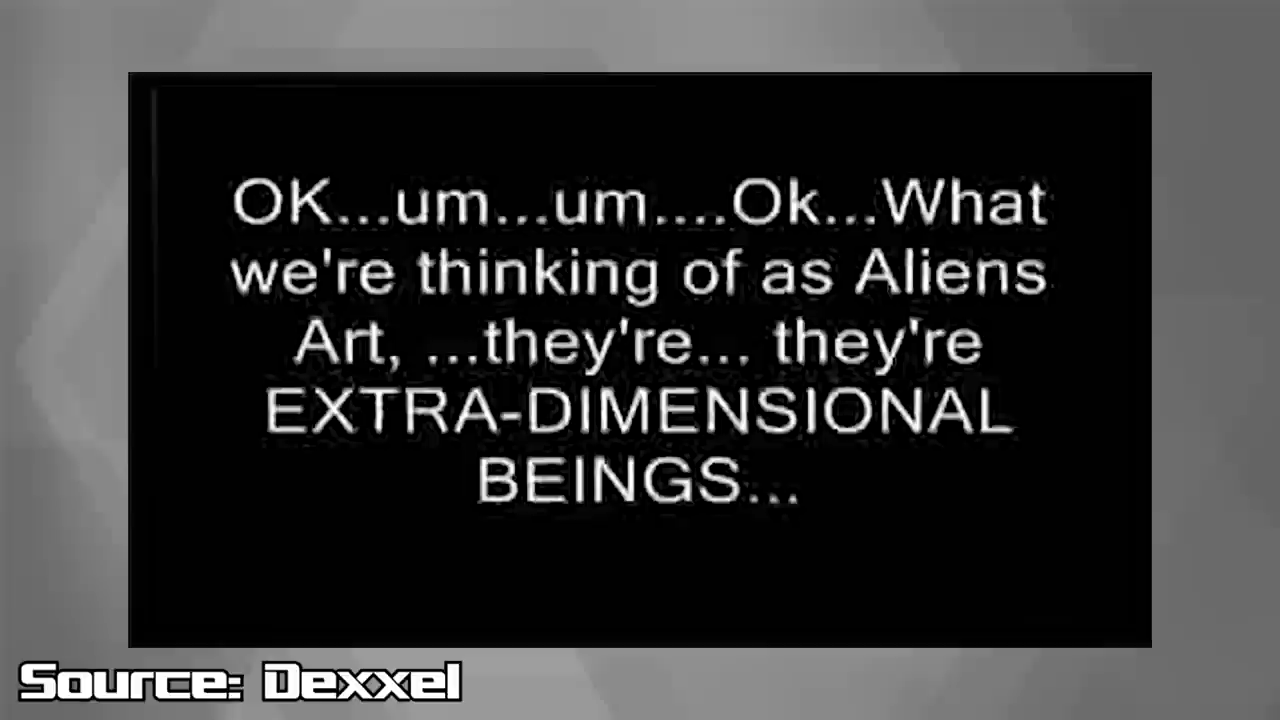 OK...um...um....Ok...What
we're thinking of as Aliens
Art, ...they're... they're
EXTRA-DIMENSIONAL
BEINGS...
Source: Dexxel